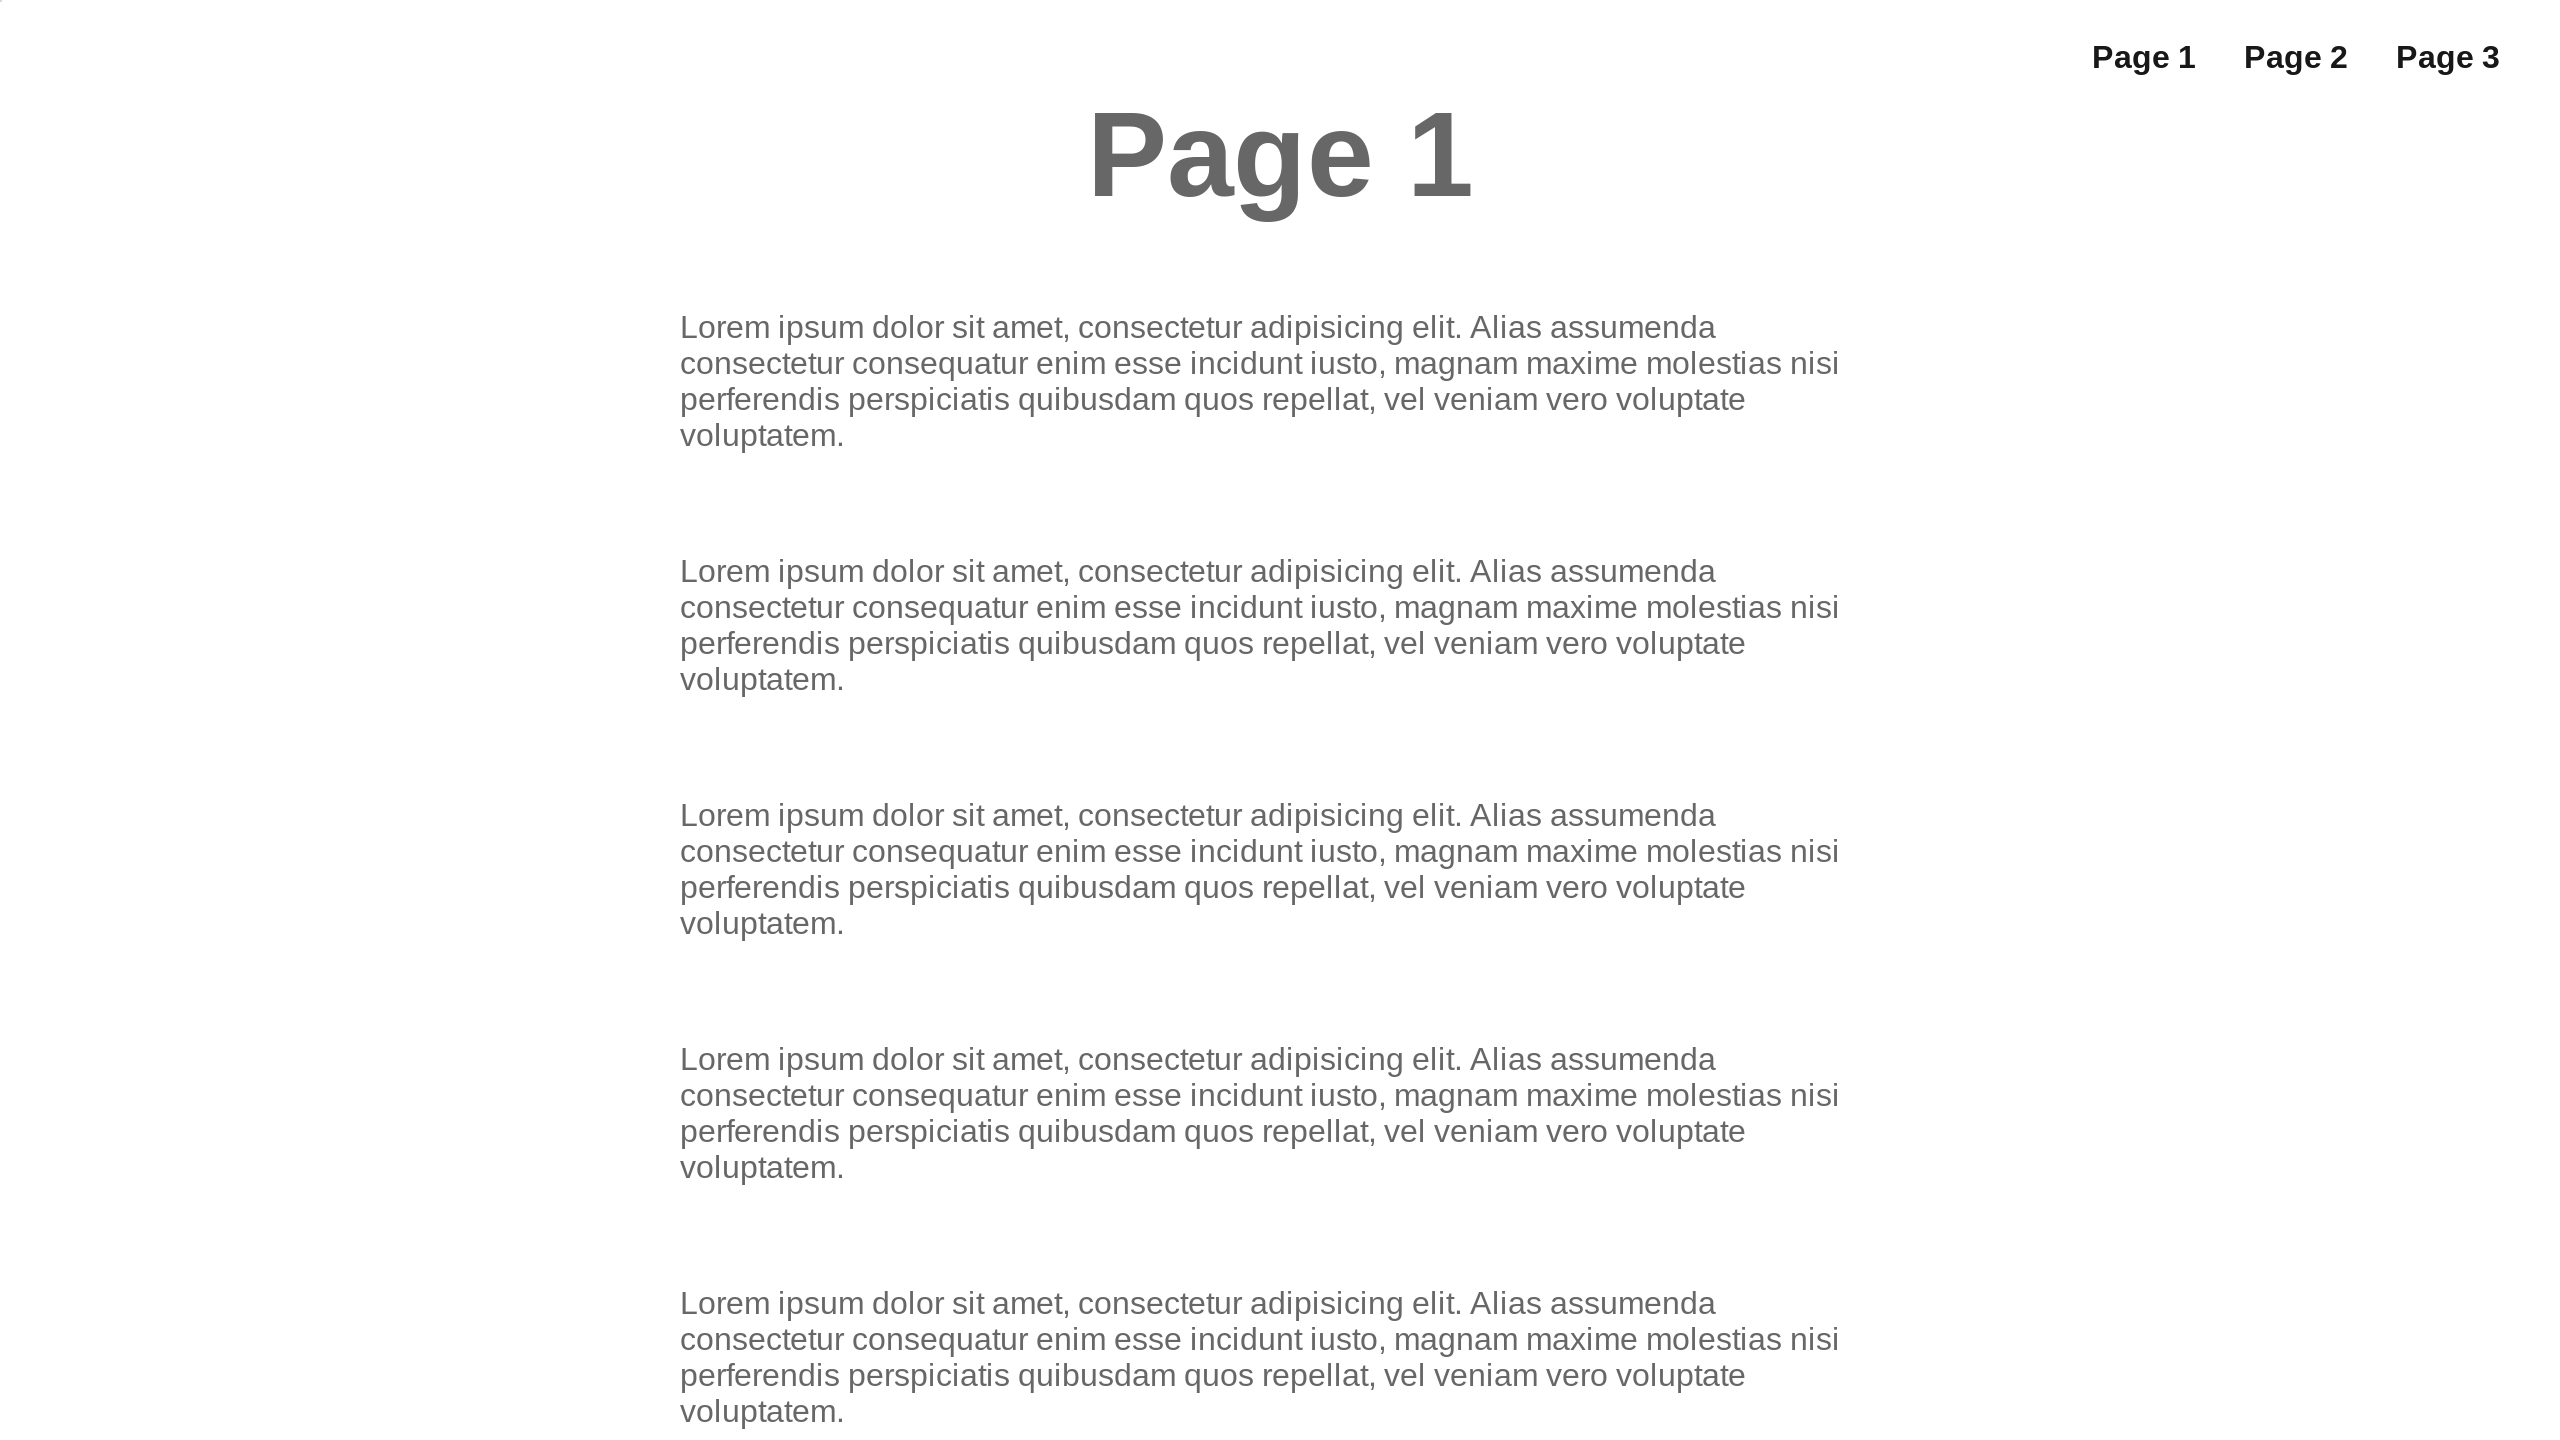 Page 1 Page 2 Page 3
Page 1
Lorem ipsum dolor sit amet, consectetur adipisicing elit. Alias assumenda
consectetur consequatur enim esse incidunt iusto, magnam maxime molestias nisi
perferendis perspiciatis quibusdam quos repellat, vel veniam vero voluptate
voluptatem.
Lorem ipsum dolor sit amet, consectetur adipisicing elit. Alias assumenda
consectetur consequatur enim esse incidunt iusto, magnam maxime molestias nisi
perferendis perspiciatis quibusdam quos repellat, vel veniam vero voluptate
voluptatem.
Lorem ipsum dolor sit amet, consectetur adipisicing elit. Alias assumenda
consectetur consequatur enim esse incidunt iusto, magnam maxime molestias nisi
perferendis perspiciatis quibusdam quos repellat, vel veniam vero voluptate
voluptatem.
Lorem ipsum dolor sit amet, consectetur adipisicing elit. Alias assumenda
consectetur consequatur enim esse incidunt iusto, magnam maxime molestias nisi
perferendis perspiciatis quibusdam quos repellat, vel veniam vero voluptate
voluptatem.
Lorem ipsum dolor sit amet, consectetur adipisicing elit. Alias assumenda
consectetur consequatur enim esse incidunt iusto, magnam maxime molestias nisi
perferendis perspiciatis quibusdam quos repellat, vel veniam vero voluptate
voluptatem.